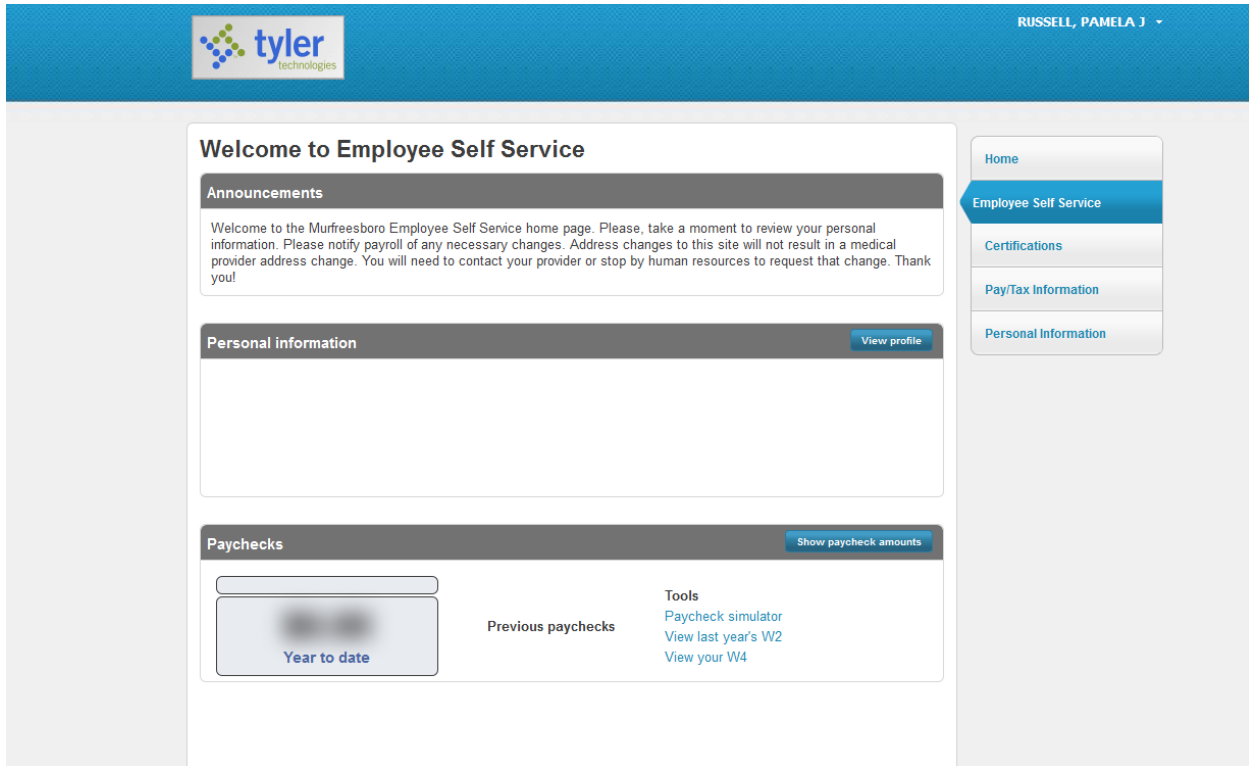 tyler
technologies
RUSSELL, PAMELA J
Welcome to Employee Self Service
Announcements
Welcome to the Murfreesboro Employee Self Service home page. Please, take a moment to review your personal
information. Please notify payroll of any necessary changes. Address changes to this site will not result in a medical
provider address change. You will need to contact your provider or stop by human resources to request that change. Thank
you!
Personal information
View profile
Paychecks
Show paycheck amounts
Year to date
Previous paychecks
Tools
Paycheck simulator
View last year's W2
View your W4
Home
Employee Self Service
Certifications
Pay/Tax Information
Personal Information